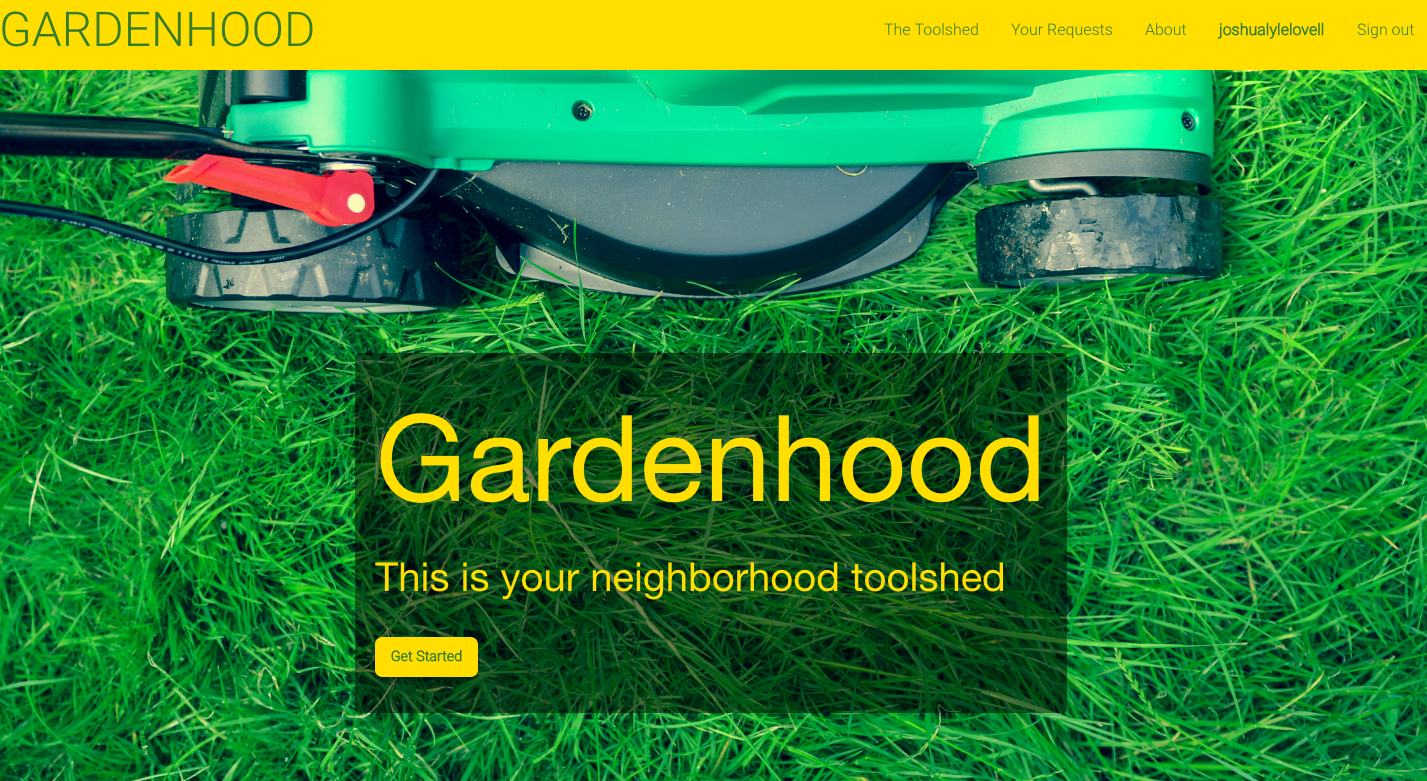 GARDENHOOD
The Toolshed Your Requests About joshualylelovell Sign out
Gardenhood
This is your neighborhood toolshed
Get Started